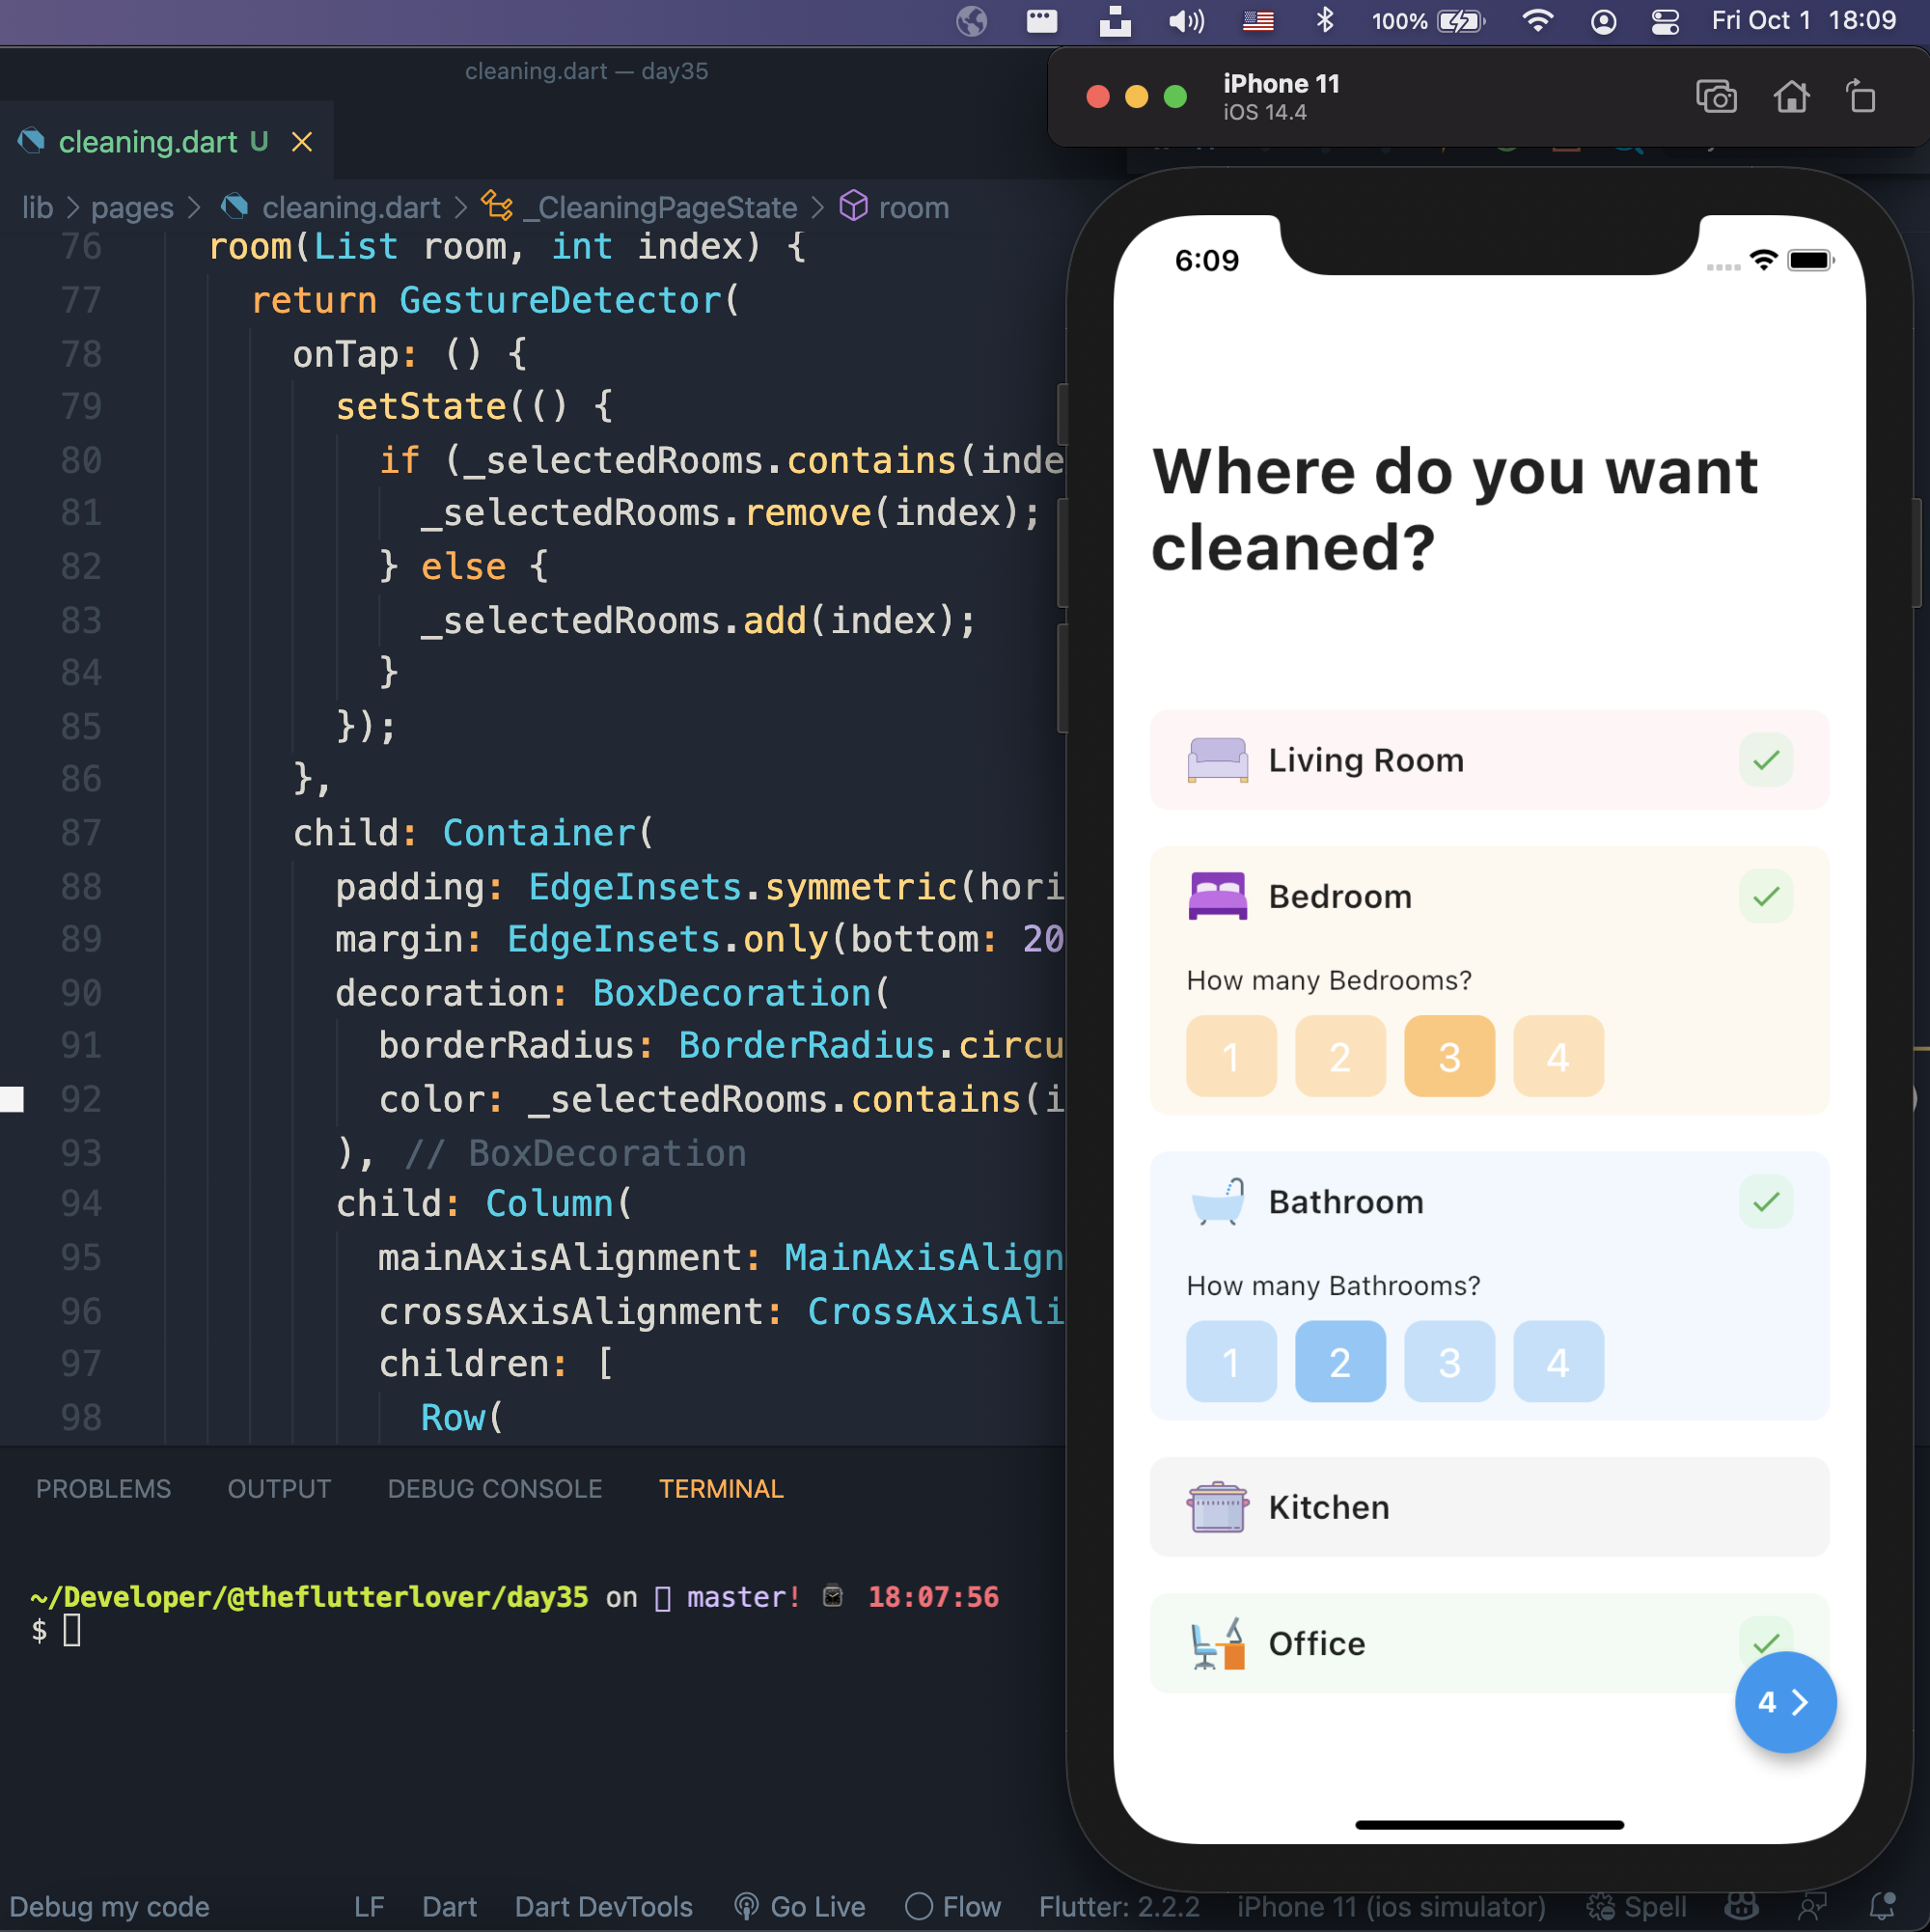 100%
Fri Oct 1 18:09
cleaning.dart — day35
cleaning.dart U
lib > pages > cleaning.dart > _CleaningPageState > room
76 room(List room, int index) {
77 return GestureDetector(
78 onTap: () {
79 setState(() {
80 if (_selectedRooms.contains(inde
81 _selectedRooms.remove(index);
82 } else {
83 _selectedRooms.add(index);
84 }
85 });
86 },
87 child: Container(
88 padding: EdgeInsets.symmetric(hori
89 margin: EdgeInsets.only(bottom: 20
90 decoration: BoxDecoration(
91 borderRadius: BorderRadius.circu
92 color: _selectedRooms.contains(i
93 ), // BoxDecoration
94 child: Column(
95 mainAxisAlignment: MainAxisAlign
96 crossAxisAlignment: CrossAxisAli
97 children: [
98 Row(
PROBLEMS OUTPUT DEBUG CONSOLE TERMINAL
~/Developer/@theflutterlover/day35 on master! 18:07:56
$
iPhone 11
iOS 14.4
6:09
Where do you want
cleaned?
Living Room
Bedroom
How many Bedrooms?
1 2 3 4
Bathroom
How many Bathrooms?
1 2 3 4
Kitchen
Office
4 >
Debug my code LF Dart Dart DevTools Go Live Flow Flutter: 2.2.2 iPhone 11 (ios simulator) Spell